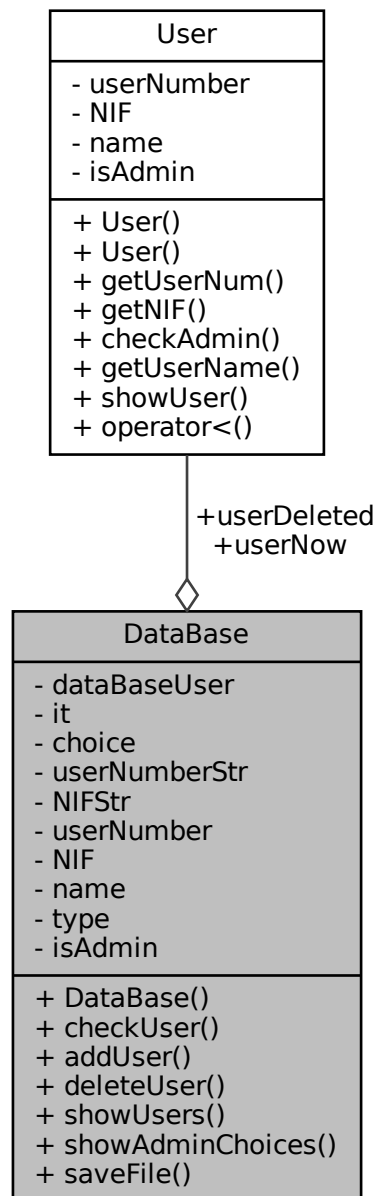 User
- userNumber
- NIF
- name
- isAdmin
+ User()
+ User()
+ getUserNum()
+ getNIF()
+ checkAdmin()
+ getUserName()
+ showUser()
+ operator<()
+userDeleted
+userNow
DataBase
- dataBaseUser
- it
- choice
- userNumberStr
- NIFStr
- userNumber
- NIF
- name
- type
- isAdmin
+ DataBase()
+ checkUser()
+ addUser()
+ deleteUser()
+ showUsers()
+ showAdminChoices()
+ saveFile()